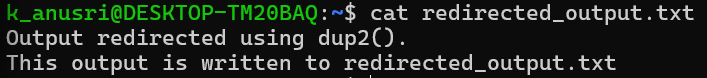 k_anusri@DESKTOP-TM20BAQ:~$ cat redirected_output.txt
Output redirected using dup2().
This output is written to redirected_output.txt